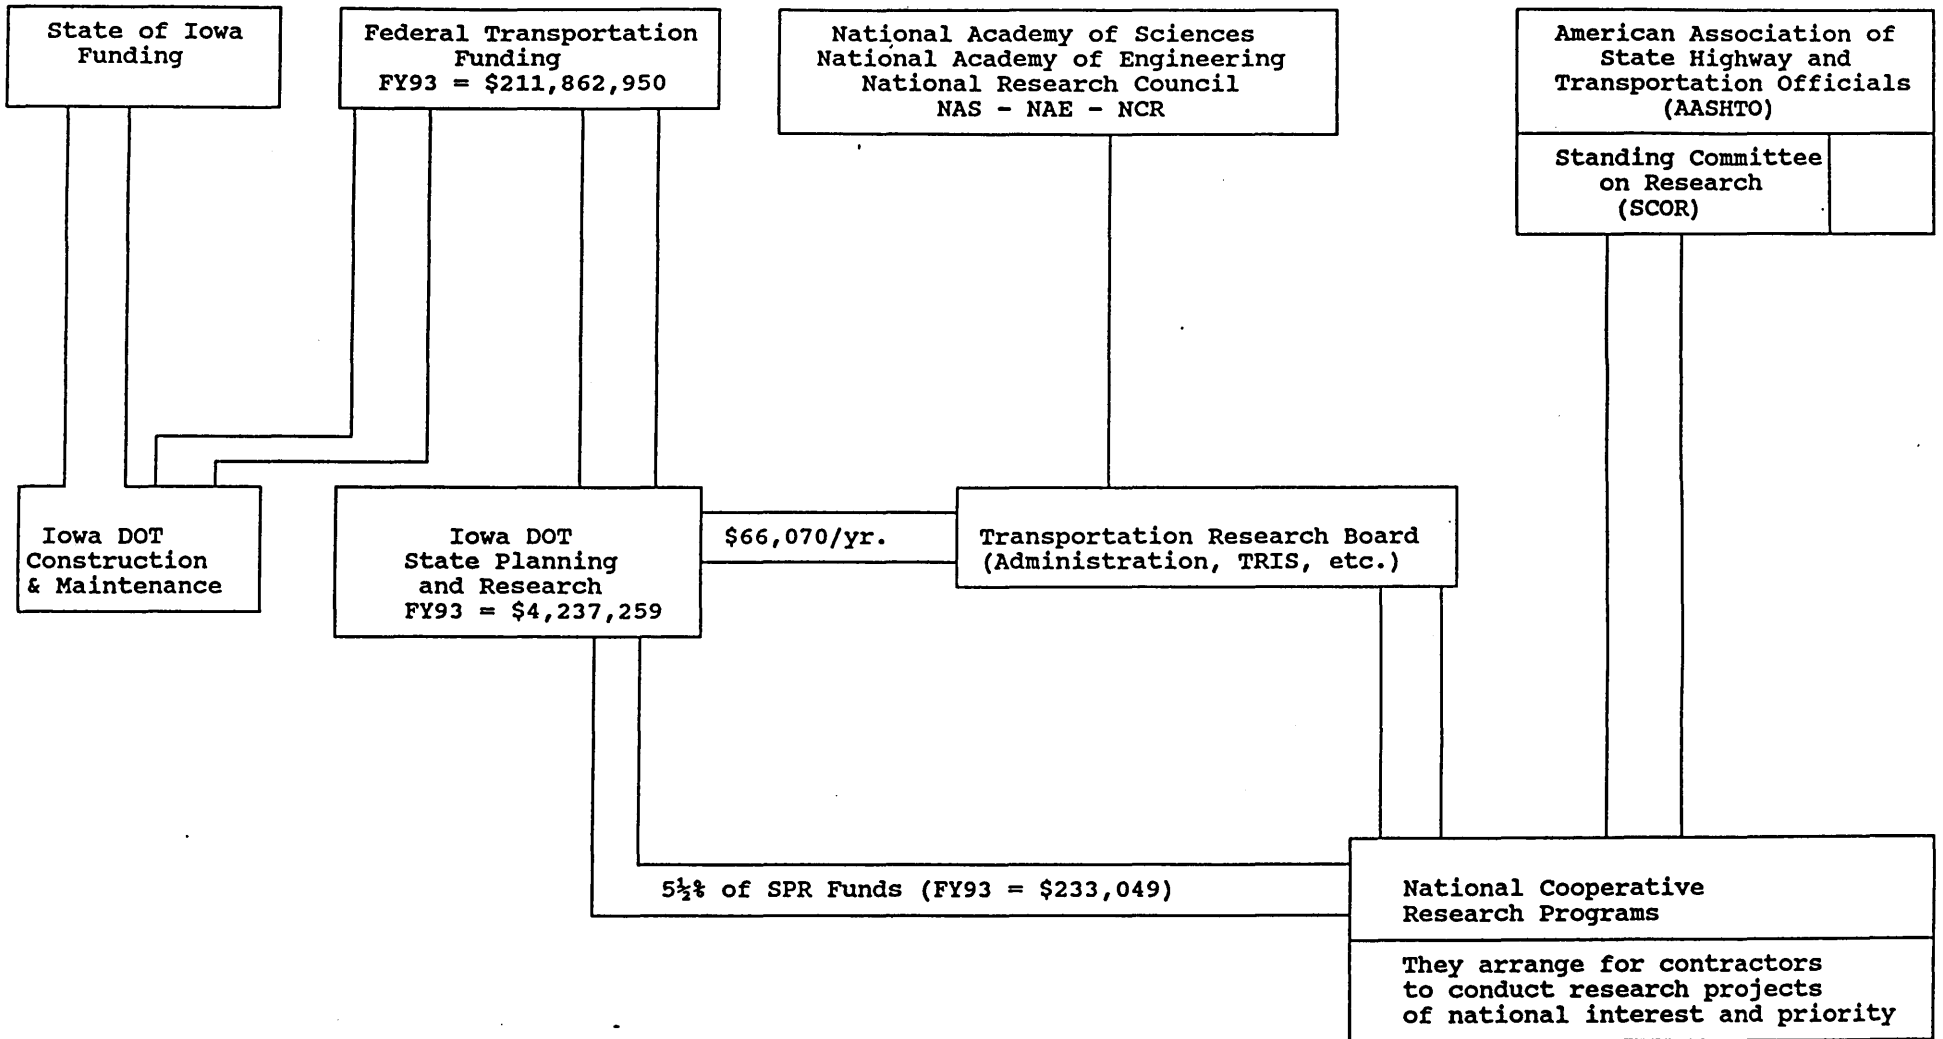 State of Iowa
Funding
Federal Transportation
Funding
FY93 = $211,862,950
National Academy of Sciences
National Academy of Engineering
National Research Council
NAS - NAE - NCR
American Association of
State Highway and
Transportation Officials
(AASHTO)
Standing Committee
on Research
(SCOR)
Iowa DOT
Construction
& Maintenance
Iowa DOT
State Planning
and Research
FY93 = $4,237,259
$66,070/yr.
Transportation Research Board
(Administration, TRIS, etc.)
5½% of SPR Funds (FY93 = $233,049)
National Cooperative
Research Programs
They arrange for contractors
to conduct research projects
of national interest and priority